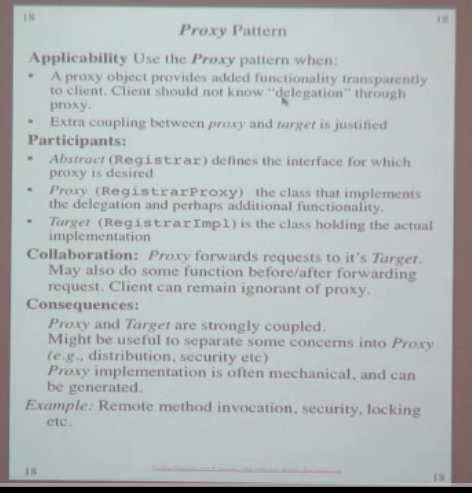 18 18
Proxy Pattern
Applicability Use the Proxy pattern when:
• A proxy object provides added functionality transparently
to client. Client should not know "delegation" through
proxy.
• Extra coupling between proxy and target is justified
Participants:
• Abstract (Registrar) defines the interface for which
proxy is desired
• Proxy (RegistrarProxy) the class that implements
the delegation and perhaps additional functionality.
• Target (RegistrarImpl) is the class holding the actual
implementation
Collaboration: Proxy forwards requests to it's Target.
May also do some function before/after forwarding
request. Client can remain ignorant of proxy.
Consequences:
Proxy and Target are strongly coupled.
Might be useful to separate some concerns into Proxy
(e.g., distribution, security etc)
Proxy implementation is often mechanical, and can
be generated.
Example: Remote method invocation, security, locking
etc.
18 18